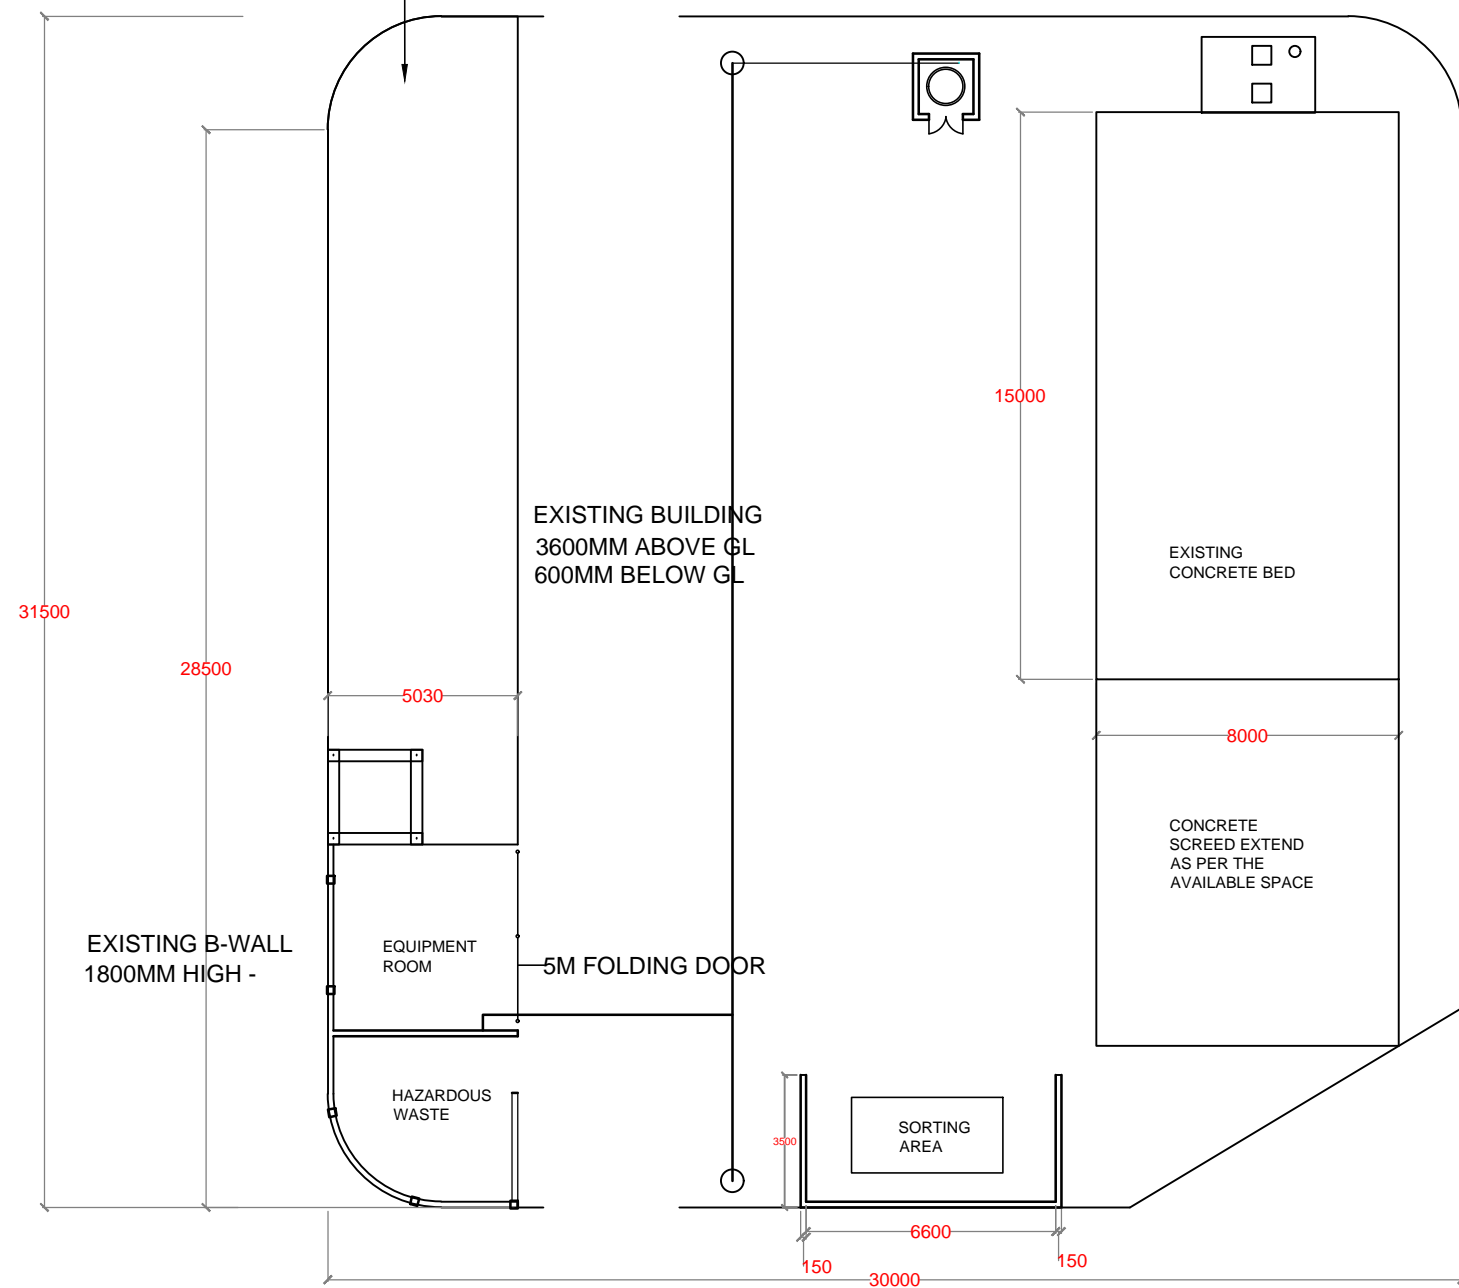 15000
EXISTING BUILDING
3600MM ABOVE GL
600MM BELOW GL
EXISTING
CONCRETE BED
31500
28500
5030
8000
CONCRETE
SCREED EXTEND
AS PER THE
AVAILABLE SPACE
EXISTING B-WALL
1800MM HIGH -
EQUIPMENT
ROOM
5M FOLDING DOOR
HAZARDOUS
WASTE
SORTING
AREA
3500
6600
150
150
30000